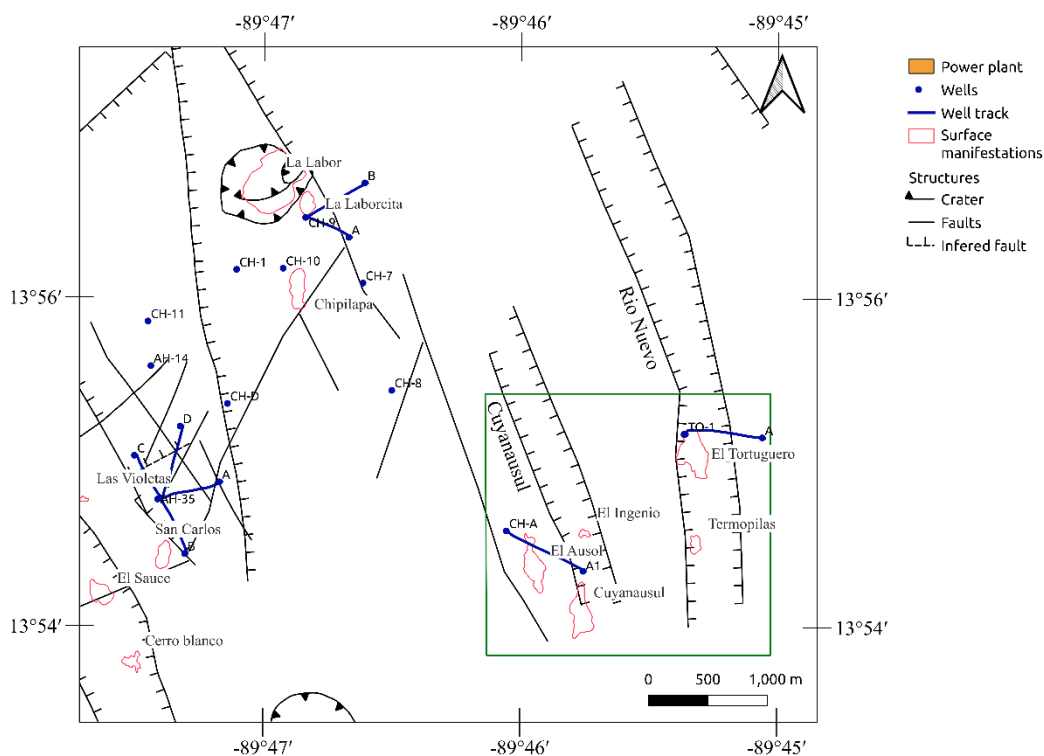 -89°47'
-89°46'
-89°45'
Power plant
Wells
Well track
Surface
manifestations
Structures
Crater
Faults
Infered fault
La Labor
B
La Laborcita
CH-9
A
CH-1
CH-10
CH-7
13°56'
13°56'
Chipilapa
CH-11
Rio Nuevo
AH-14
CH-8
CH-D
Cuyanausul
D
TO-1
A
C
El Tortuguero
Las Violetas
A
AH-35
El Ingenio
San Carlos
CH-A
Termopilas
B
El Ausol
A1
El Sauce
Cuyanausul
13°54'
13°54'
Cerro blanco
0
500
1,000 m
-89°47'
-89°46'
-89°45'